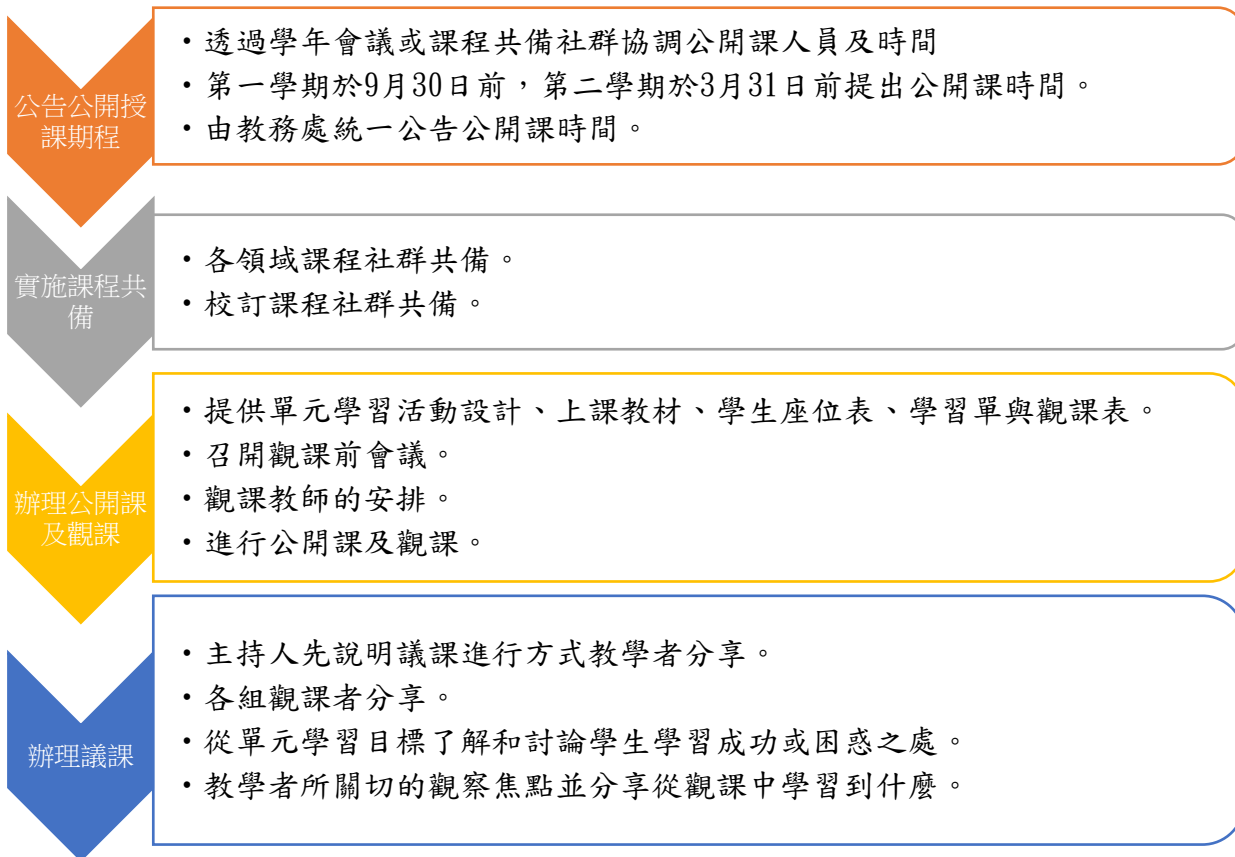 公告公開授
課期程
•透過學年會議或課程共備社群協調公開課人員及時間
•第一學期於9月30日前，第二學期於3月31日前提出公開課時間。
•由教務處統一公告公開課時間。
實施課程共
備
•各領域課程社群共備。
•校訂課程社群共備。
辦理公開課
及觀課
•提供單元學習活動設計、上課教材、學生座位表、學習單與觀課表。
•召開觀課前會議。
•觀課教師的安排。
•進行公開課及觀課。
辦理議課
•主持人先說明議課進行方式教學者分享。
•各組觀課者分享。
•從單元學習目標了解和討論學生學習成功或困惑之處。
•教學者所關切的觀察焦點並分享從觀課中學習到什麼。